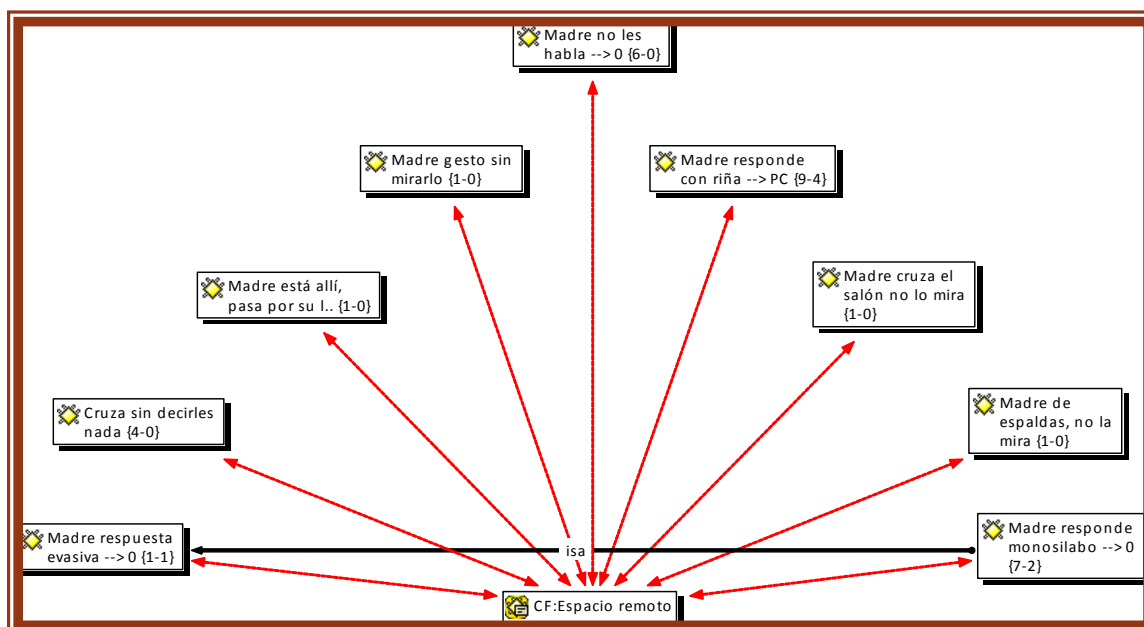 Madre no les
habla --> 0 {6-0}
Madre gesto sin
mirarlo {1-0}
Madre responde
con riña --> PC {9-4}
Madre está allí,
pasa por su l.. {1-0}
Madre cruza el
salón no lo mira
{1-0}
Cruza sin decirles
nada {4-0}
Madre de
espaldas, no la
mira {1-0}
Madre respuesta
evasiva --> 0 {1-1}
isa
Madre responde
monosilabo --> 0
{7-2}
CF:Espacio remoto